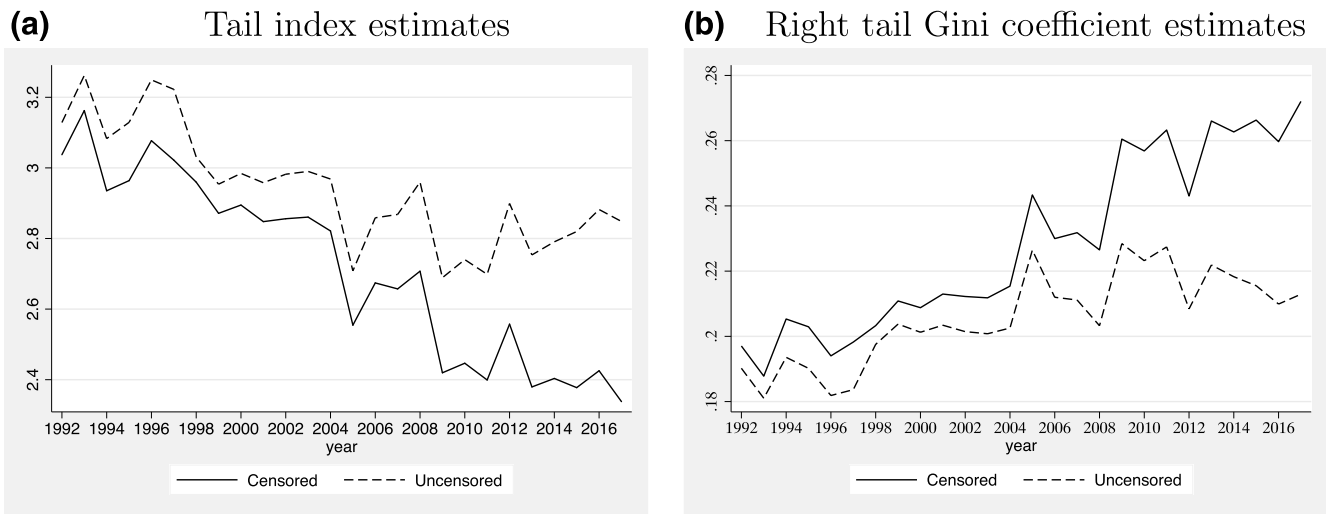 (a) Tail index estimates
3.2
3
2.8
2.6
2.4
1992 1994 1996 1998 2000 2002 2004 2006 2008 2010 2012 2014 2016
year
Censored Uncensored
(b) Right tail Gini coefficient estimates
.28
.26
.24
.22
.2
.18
1992 1994 1996 1998 2000 2002 2004 2006 2008 2010 2012 2014 2016
year
Censored Uncensored